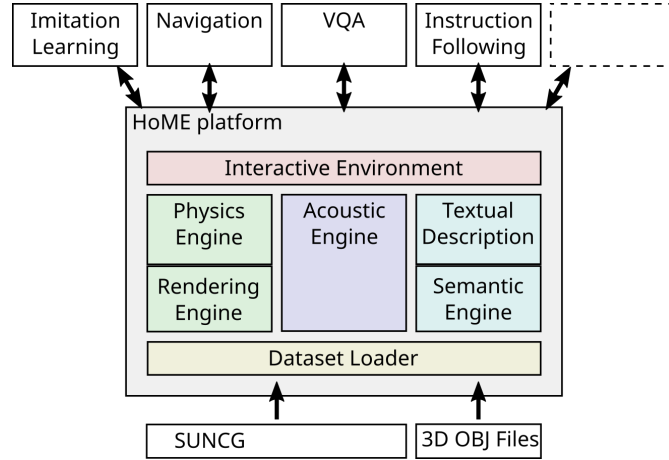 Imitation
Learning
Navigation
VQA
Instruction
Following
HoME platform
Interactive Environment
Physics
Engine
Acoustic
Engine
Textual
Description
Rendering
Engine
Semantic
Engine
Dataset Loader
SUNCG
3D OBJ Files